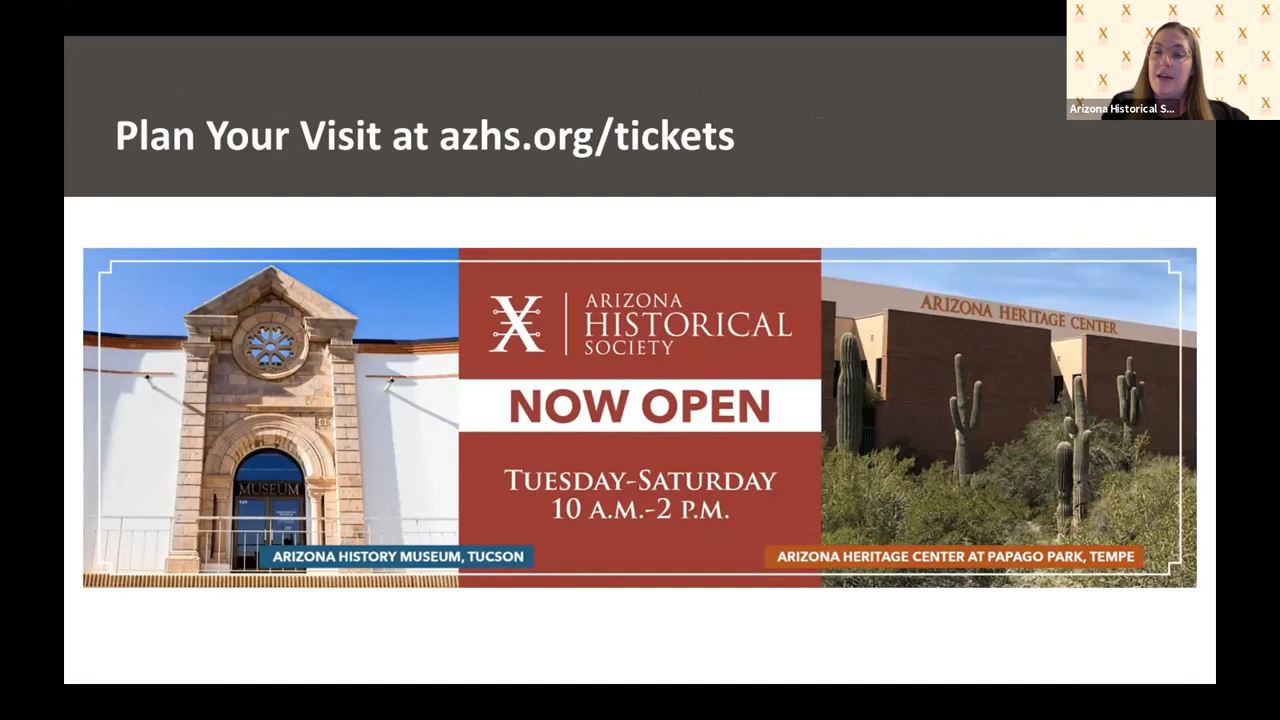 Plan Your Visit at azhs.org/tickets
Arizona Historical S...
ARIZONA
HISTORICAL
SOCIETY
NOW OPEN
TUESDAY-SATURDAY
10 A.M.-2 P.M.
MUSEUM
ARIZONA HISTORY MUSEUM, TUCSON
ARIZONA HERITAGE CENTER
ARIZONA HERITAGE CENTER AT PAPAGO PARK, TEMPE